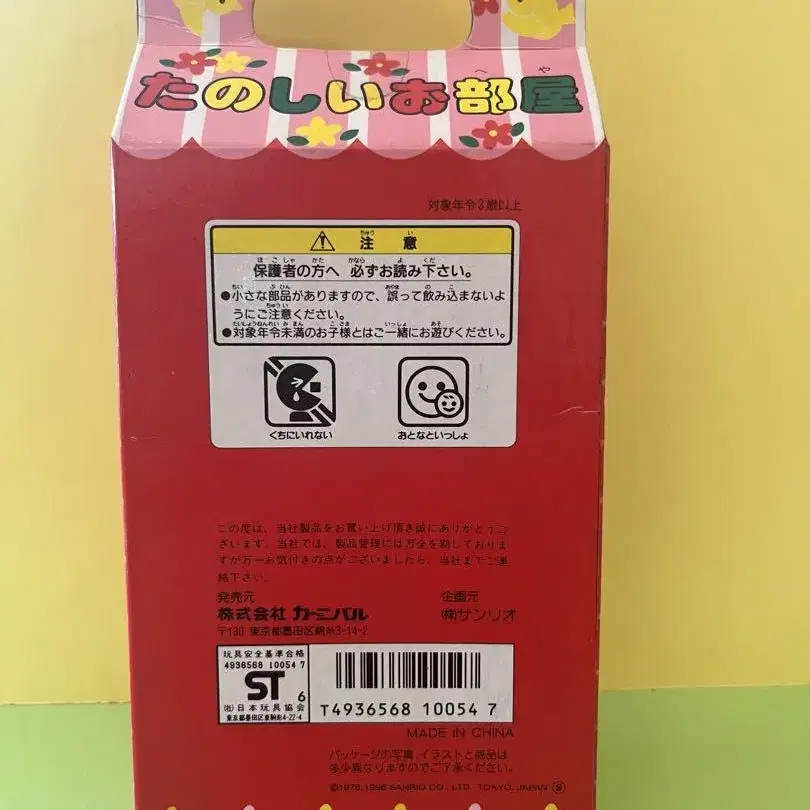 たのしいお部屋
対象年令3歳以上
注意
保護者の方へ 必ずお読み下さい。
●小さな部品がありますので、誤って飲み込まないよ
うにご注意ください。
●対象年令未満のお子様とはご一緒にお遊びください。
くちにいれない
おとなといっしょ
この度は、当社製品をお買い上げ頂き誠にありがとうご
ざいます。当社では、製品管理には万全を期しておりま
すが万一お気付きの点がございましたら、当社までご連
絡下さい。
発売元
株式会社 カーニバル
〒130 東京都墨田区錦糸3-14-2
企画元
㈱サンリオ
玩具安全基準合格
4936568 10054 7
ST 6
㈳日本玩具協会
東京都墨田区東駒形4-22-4
T4936568 10054 7
MADE IN CHINA
パッケージの写真、イラストと商品は
多少異なりますのでご了承ください。
©1976,1996 SANRIO CO., LTD. TOKYO, JAPAN Ⓢ